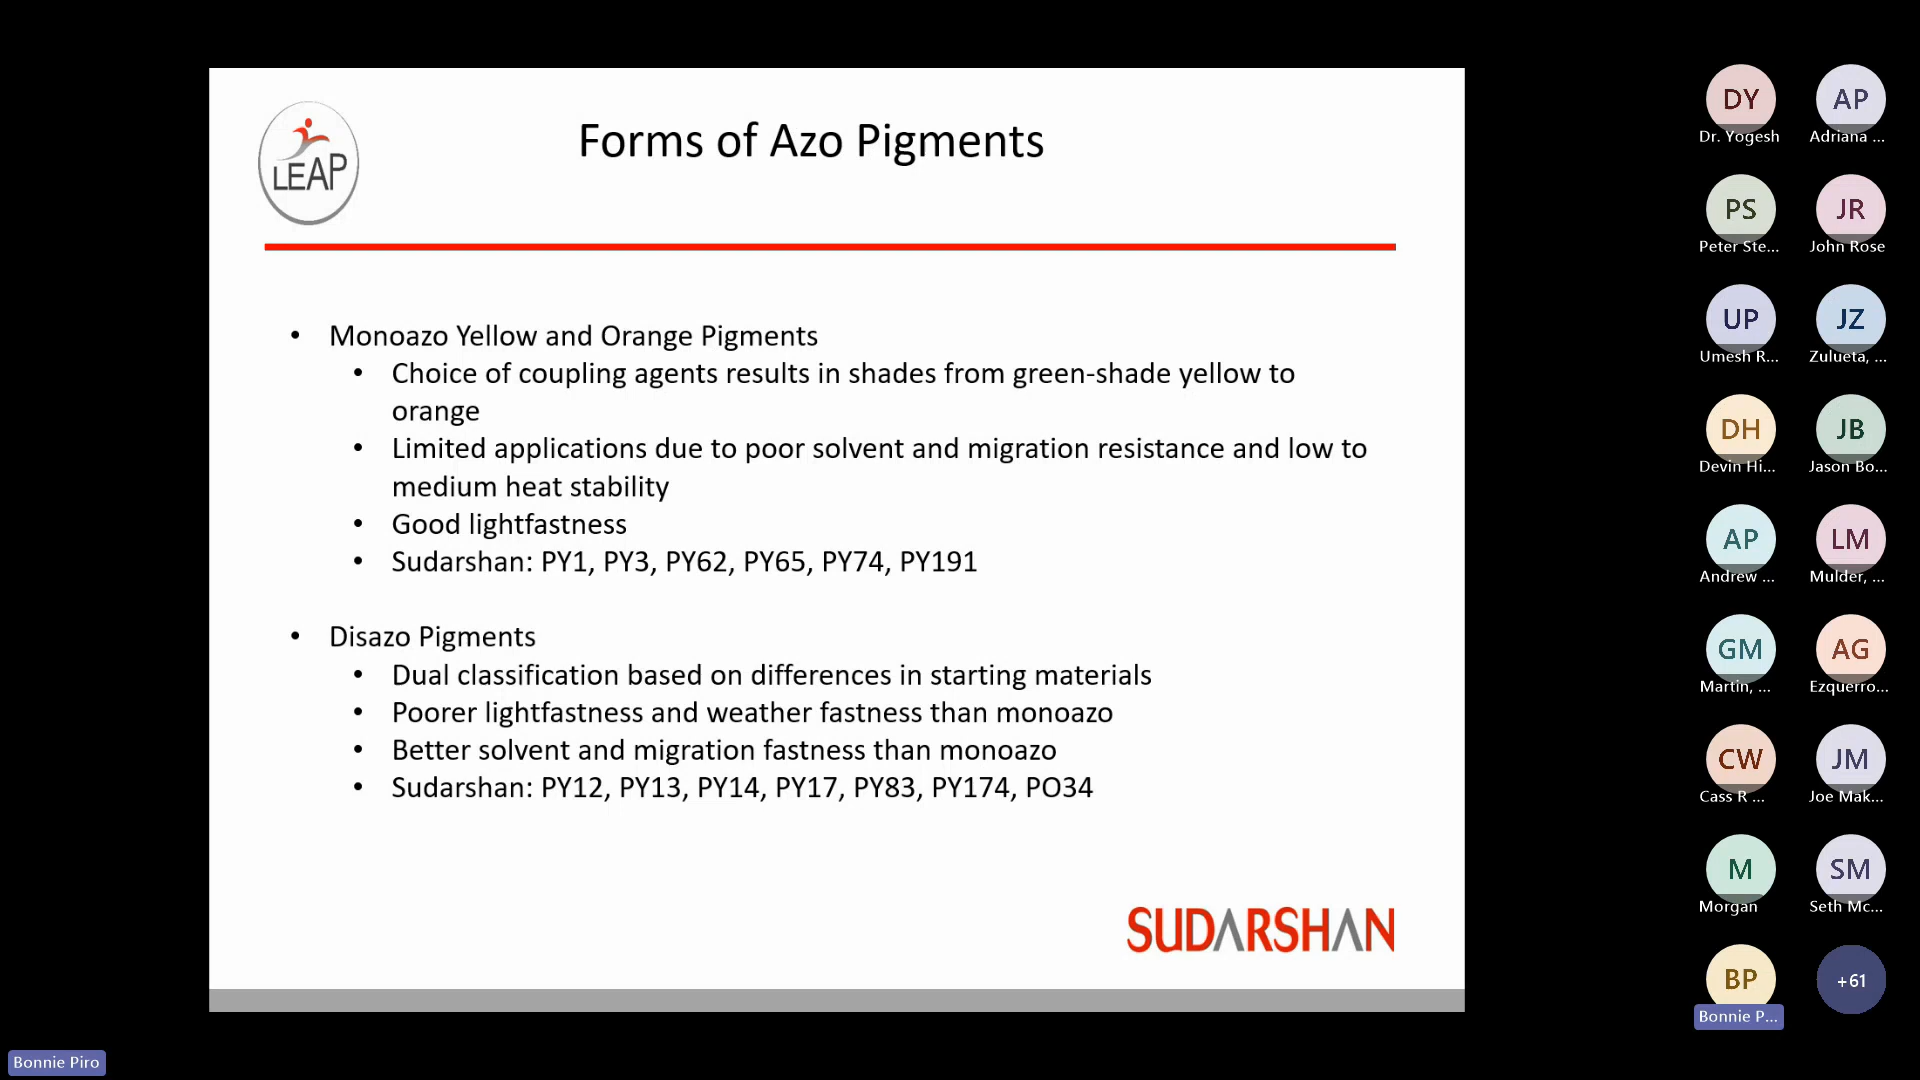 LEAP
Forms of Azo Pigments
• Monoazo Yellow and Orange Pigments
• Choice of coupling agents results in shades from green-shade yellow to
orange
• Limited applications due to poor solvent and migration resistance and low to
medium heat stability
• Good lightfastness
• Sudarshan: PY1, PY3, PY62, PY65, PY74, PY191
• Disazo Pigments
• Dual classification based on differences in starting materials
• Poorer lightfastness and weather fastness than monoazo
• Better solvent and migration fastness than monoazo
• Sudarshan: PY12, PY13, PY14, PY17, PY83, PY174, PO34
SUDARSHAN
DY AP
Dr. Yogesh Adriana ...
PS JR
Peter Ste... John Rose
UP JZ
Umesh R... Zulueta, ...
DH JB
Devin Hi... Jason Bo...
AP LM
Andrew ... Mulder, ...
GM AG
Martin, ... Ezquerro...
CW JM
Cass R ... Joe Mak...
M SM
Morgan Seth Mc...
BP +61
Bonnie P...
Bonnie Piro